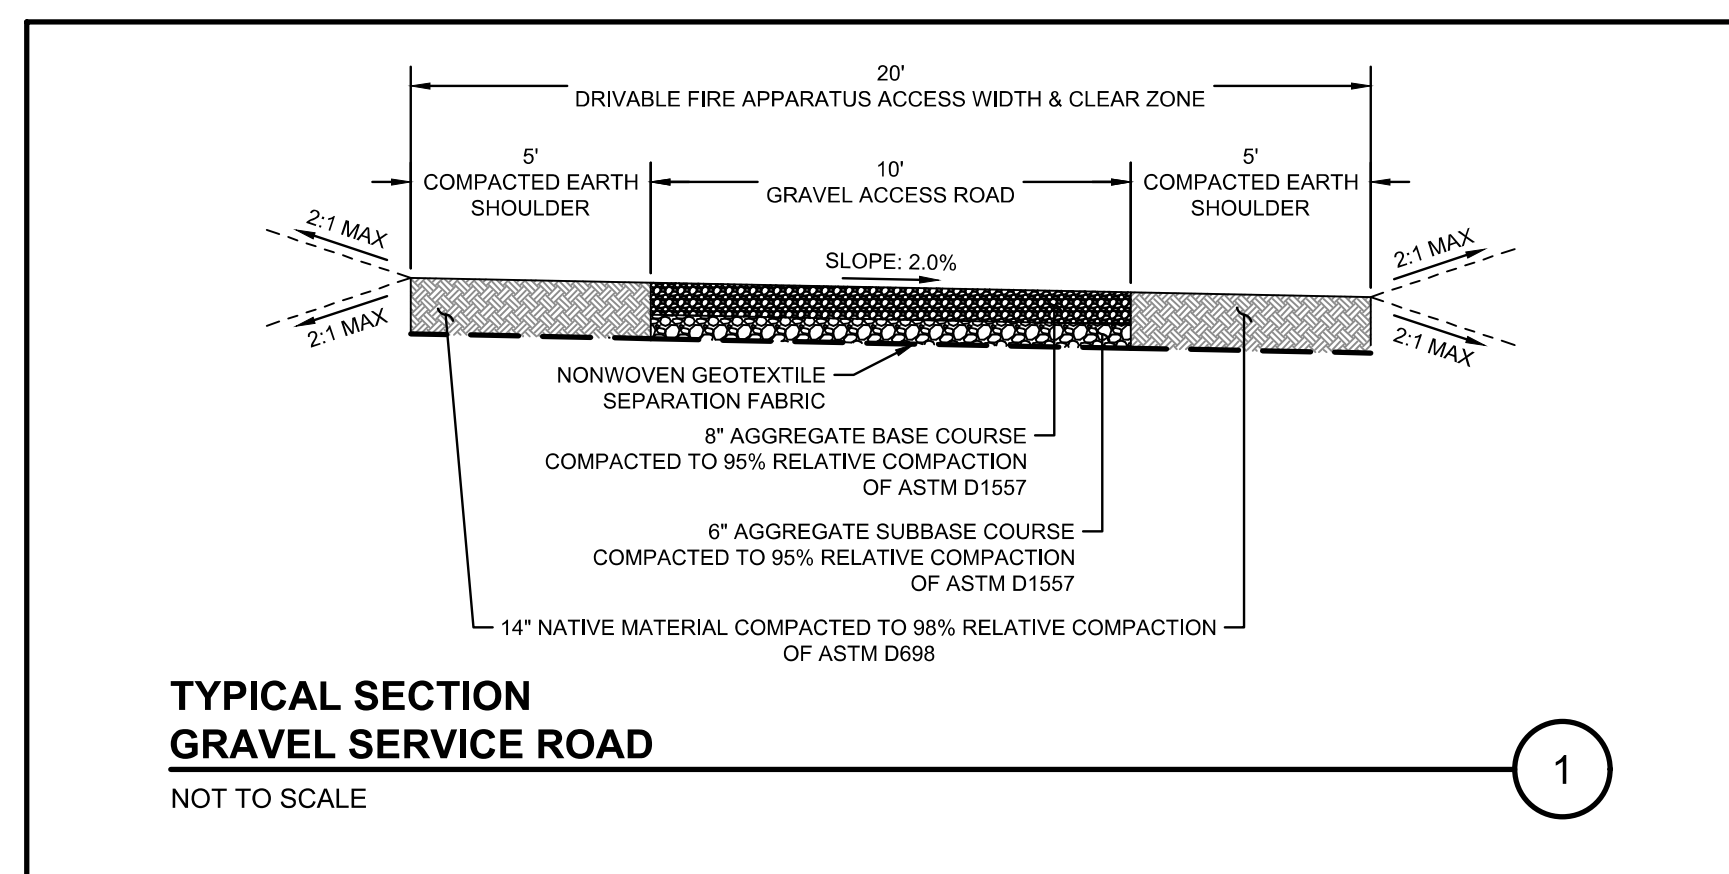 20'
DRIVABLE FIRE APPARATUS ACCESS WIDTH & CLEAR ZONE
5'
COMPACTED EARTH
SHOULDER
10'
GRAVEL ACCESS ROAD
5'
COMPACTED EARTH
SHOULDER
2:1 MAX
2:1 MAX
SLOPE: 2.0%
2:1 MAX
2:1 MAX
NONWOVEN GEOTEXTILE
SEPARATION FABRIC
8" AGGREGATE BASE COURSE
COMPACTED TO 95% RELATIVE COMPACTION
OF ASTM D1557
6" AGGREGATE SUBBASE COURSE
COMPACTED TO 95% RELATIVE COMPACTION
OF ASTM D1557
14" NATIVE MATERIAL COMPACTED TO 98% RELATIVE COMPACTION
OF ASTM D698
TYPICAL SECTION
GRAVEL SERVICE ROAD
NOT TO SCALE
1